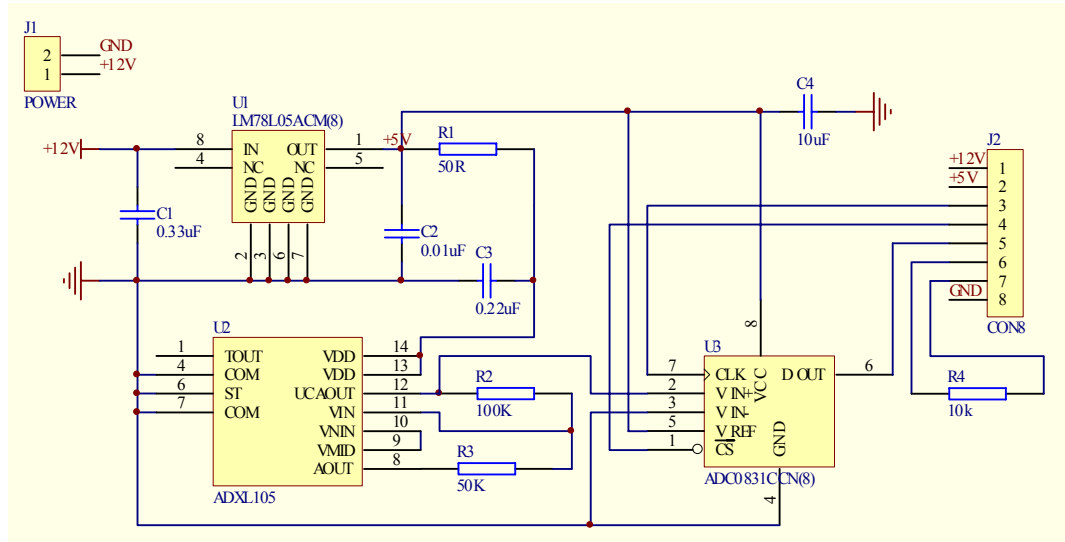 J1
2 GND
1 +12V
POWER
U1
LM78L05ACM(8)
+12V
8 IN OUT 1 +5V
4 NC NC 5
GND GND GND GND
2 3 6 7
R1
50R
C1
0.33uF
C2
0.01uF
C3
0.22uF
C4
10uF
J2
+12V 1
+5V 2
3
4
5
6
7
GND 8
CON8
U2
1 TOUT VDD 14
4 COM VDD 13
6 ST UCAOUT 12
7 COM VIN 11
VNIN 10
VMID 9
AOUT 8
ADXL105
R2
100K
R3
50K
U3
8
VCC
7 CLK D OUT 6
2 V IN+
3 V IN-
5 V REF
1 CS
GND
4
ADC0831CCN(8)
R4
10k